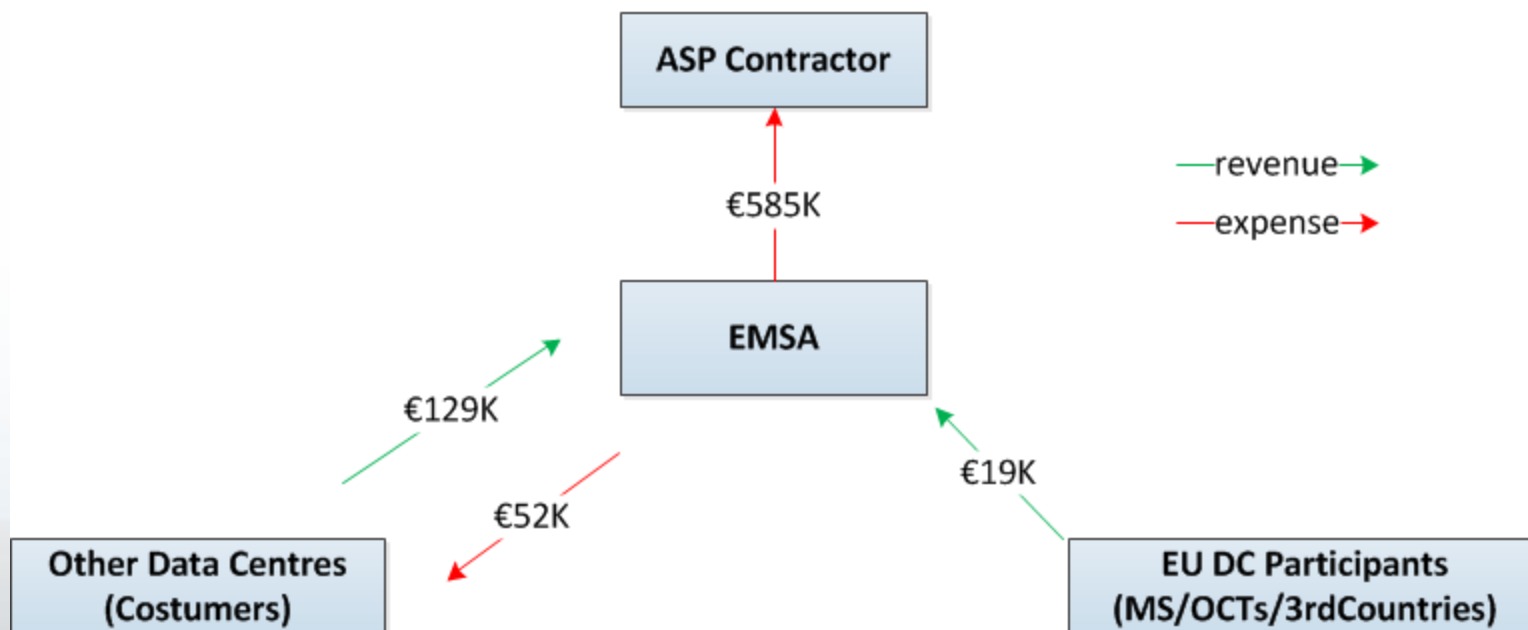 ASP Contractor
revenue
€585K
expense
EMSA
€129K
€19K
€52K
Other Data Centres
(Costumers)
EU DC Participants
(MS/OCTs/3rdCountries)